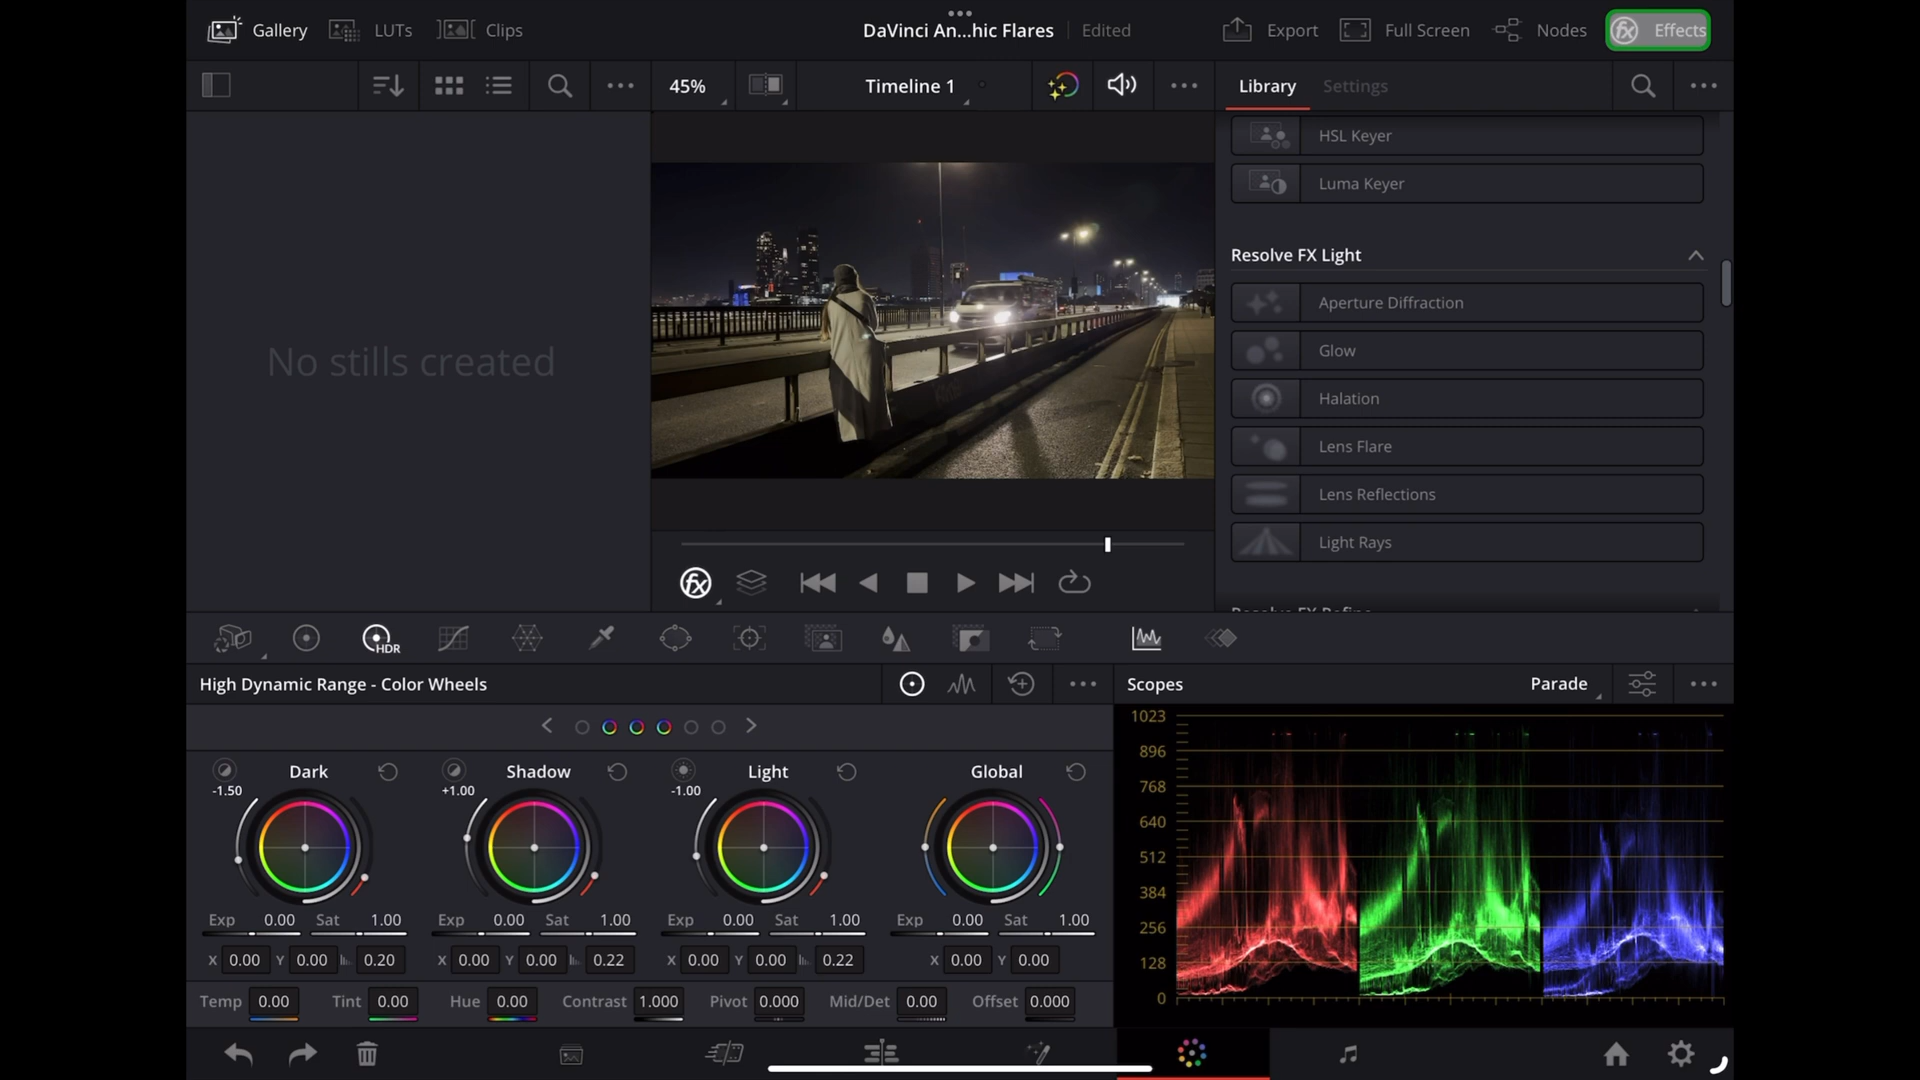 Gallery LUTs Clips DaVinci An...hic Flares Edited Export Full Screen Nodes fx Effects
45% Timeline 1 Library Settings
HSL Keyer
Luma Keyer
Resolve FX Light
Aperture Diffraction
Glow
Halation
Lens Flare
Lens Reflections
Light Rays
No stills created
fx
HDR
High Dynamic Range - Color Wheels
Scopes Parade
Dark Shadow Light Global
-1.50 +1.00 -1.00
Exp 0.00 Sat 1.00 Exp 0.00 Sat 1.00 Exp 0.00 Sat 1.00 Exp 0.00 Sat 1.00
X 0.00 Y 0.00 0.20 X 0.00 Y 0.00 0.22 X 0.00 Y 0.00 0.22 X 0.00 Y 0.00
Temp 0.00 Tint 0.00 Hue 0.00 Contrast 1.000 Pivot 0.000 Mid/Det 0.00 Offset 0.000
1023
896
768
640
512
384
256
128
0